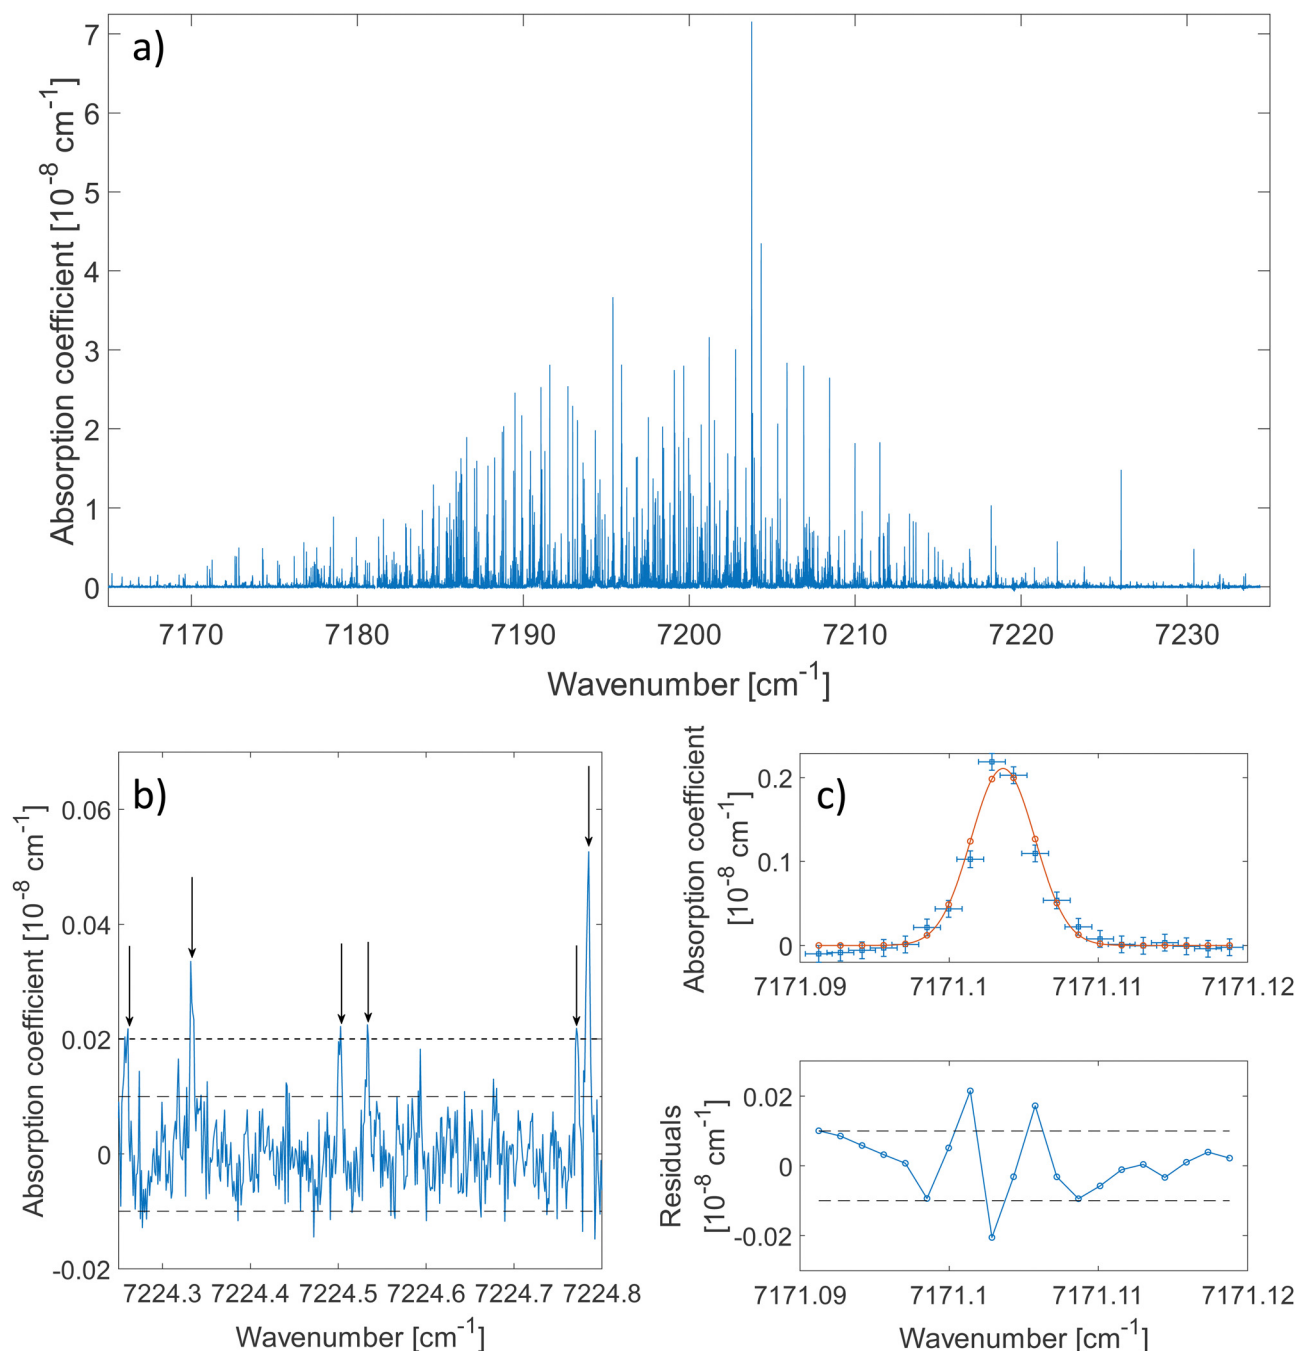 a)
Absorption coefficient [10⁻⁸ cm⁻¹]
7
6
5
4
3
2
1
0
7170 7180 7190 7200 7210 7220 7230
Wavenumber [cm⁻¹]
b)
Absorption coefficient [10⁻⁸ cm⁻¹]
0.06
0.04
0.02
0
-0.02
7224.3 7224.4 7224.5 7224.6 7224.7 7224.8
Wavenumber [cm⁻¹]
c)
Absorption coefficient
[10⁻⁸ cm⁻¹]
0.2
0.1
0
7171.09 7171.1 7171.11 7171.12
Residuals
[10⁻⁸ cm⁻¹]
0.02
0
-0.02
7171.09 7171.1 7171.11 7171.12
Wavenumber [cm⁻¹]